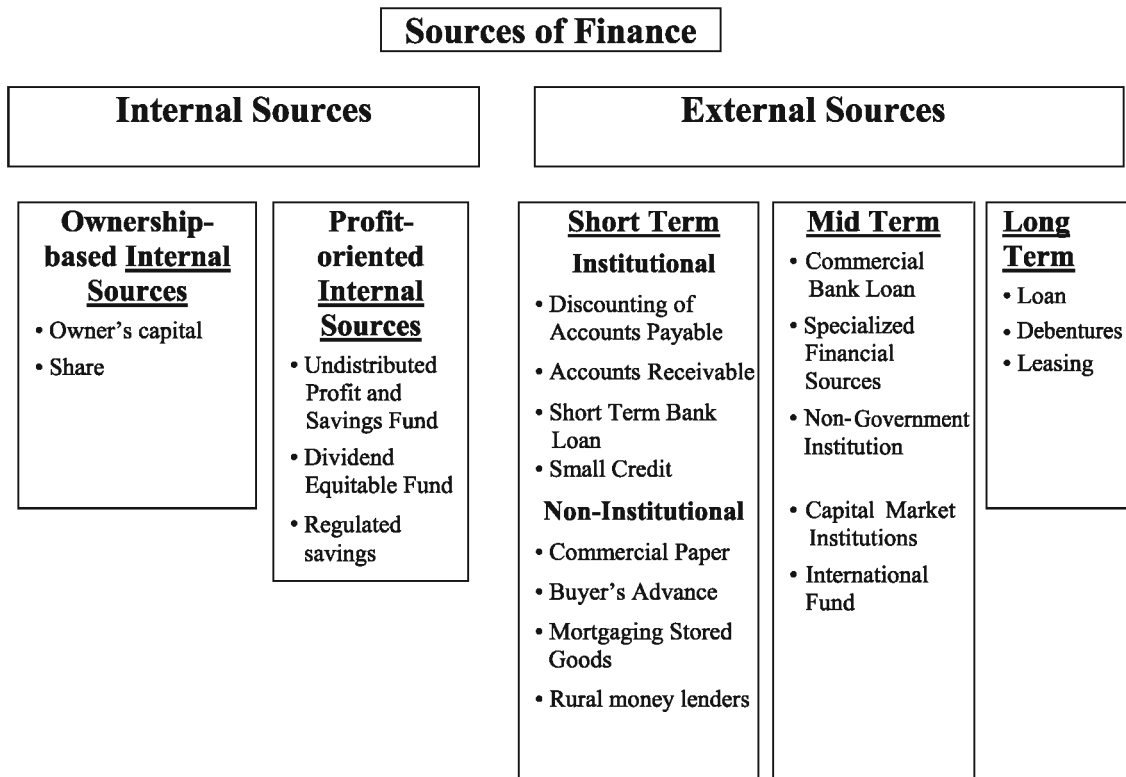 Sources of Finance
Internal Sources
External Sources
Ownership-
based Internal
Sources
• Owner's capital
• Share
Profit-
oriented
Internal
Sources
• Undistributed
Profit and
Savings Fund
• Dividend
Equitable Fund
• Regulated
savings
Short Term
Institutional
• Discounting of
Accounts Payable
• Accounts Receivable
• Short Term Bank
Loan
• Small Credit
Non-Institutional
• Commercial Paper
• Buyer's Advance
• Mortgaging Stored
Goods
• Rural money lenders
Mid Term
• Commercial
Bank Loan
• Specialized
Financial
Sources
• Non-Government
Institution
• Capital Market
Institutions
• International
Fund
Long
Term
• Loan
• Debentures
• Leasing